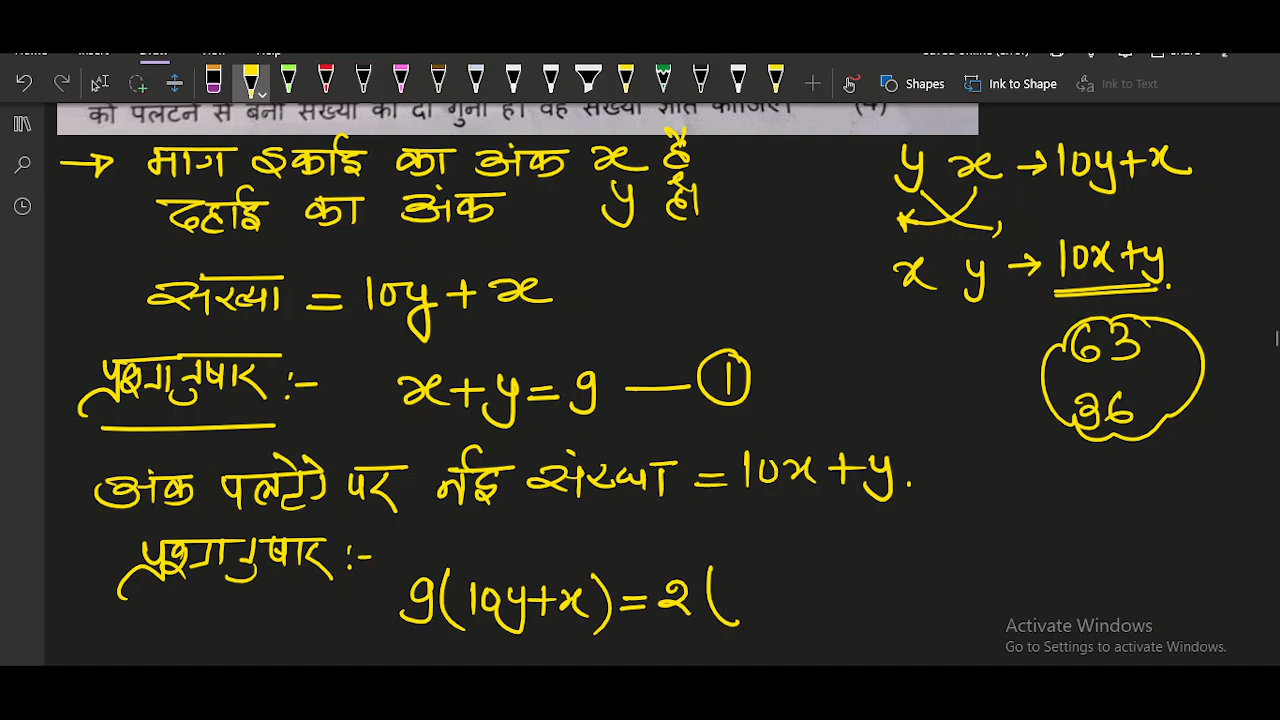 Shapes Ink to Shape Ink to Text
को पलटने से बनी संख्या का दो गुना है। वह संख्या ज्ञात कीजिए।
→ माग इकाई का अंक x है
दहाई का अंक y है।
y x → 10y+x
x y → 10x+y.
संख्या = 10y + x
63
36
प्रश्नानुषार :- x+y=9 — ①
अंक पलटने पर नई संख्या = 10x + y.
प्रश्नानुषार :-
9(10y+x) = 2(
Activate Windows
Go to Settings to activate Windows.